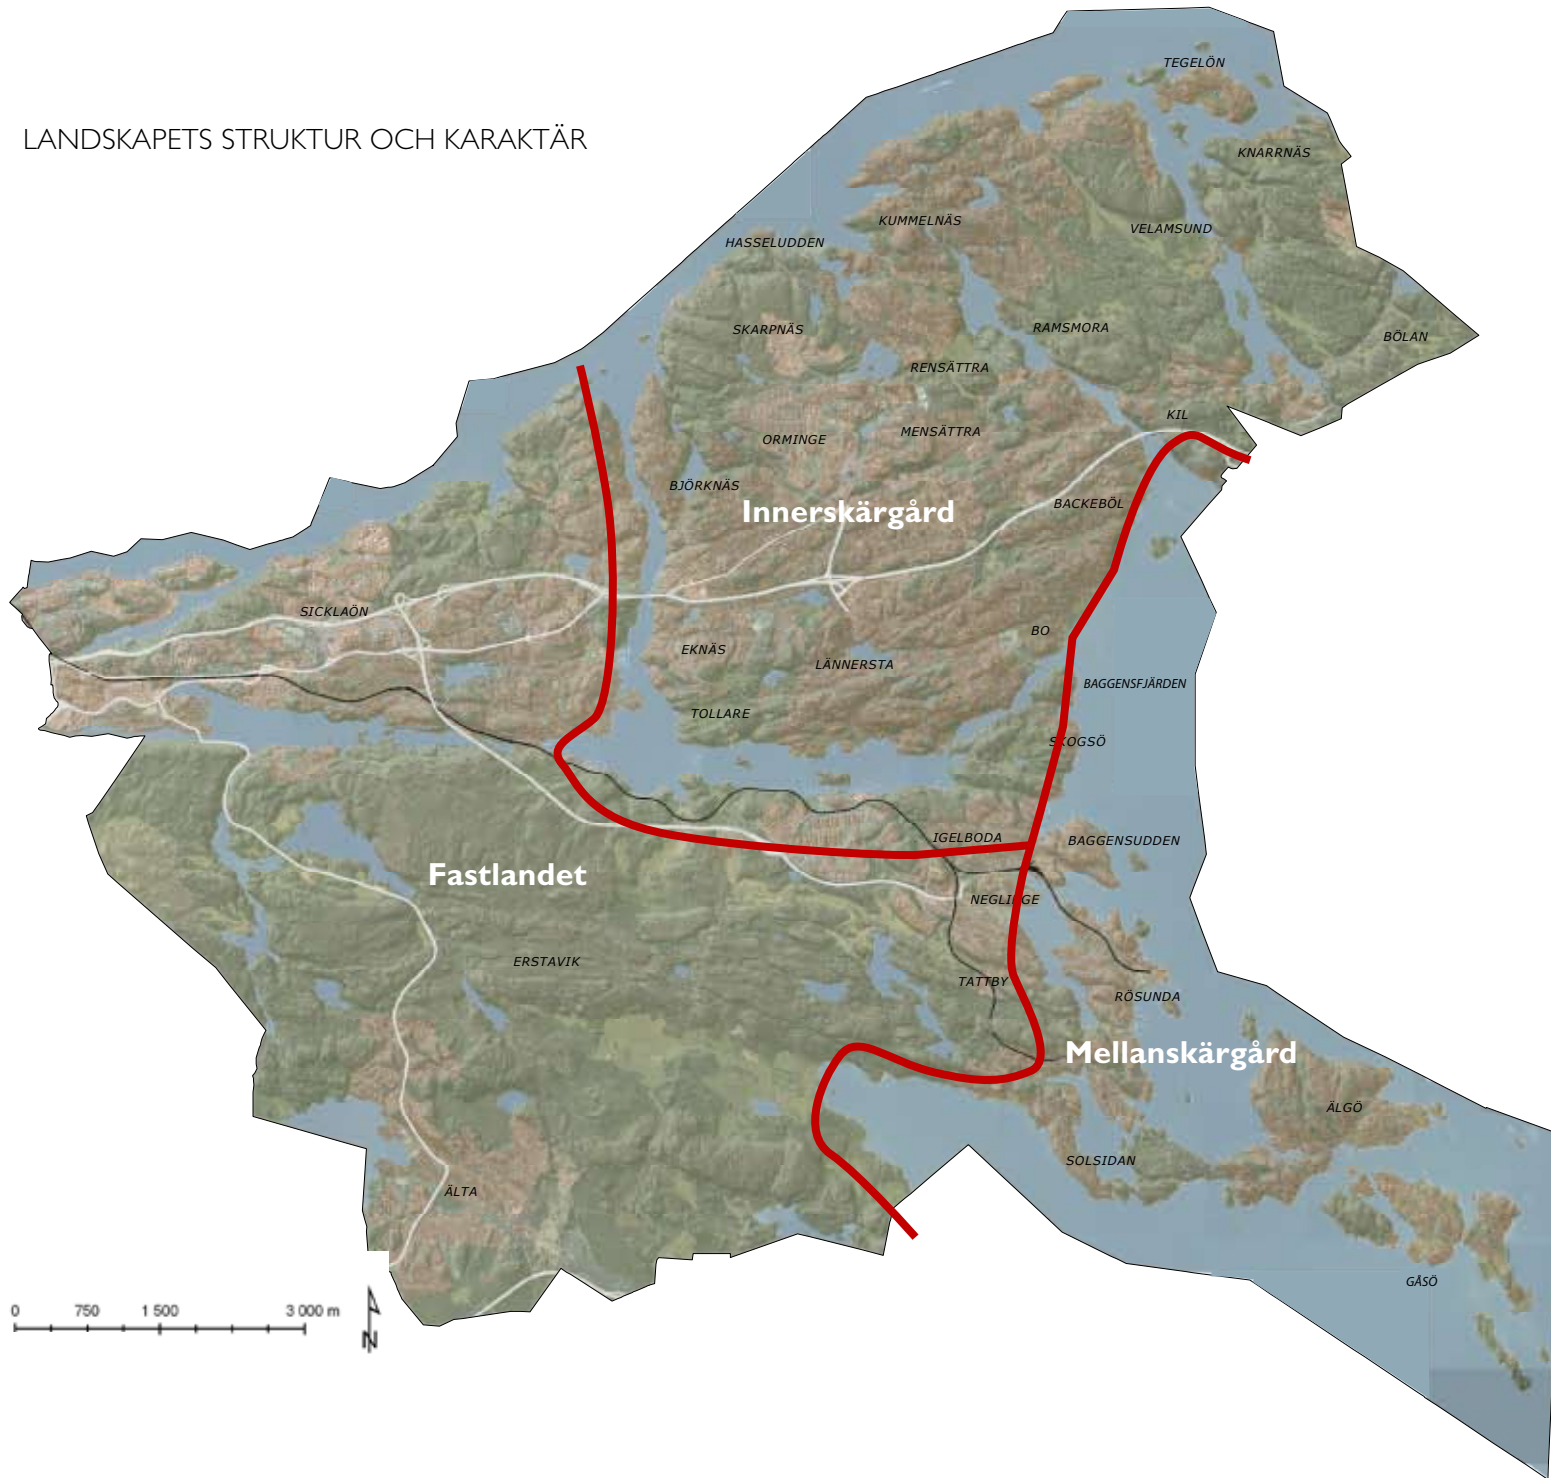 LANDSKAPETS STRUKTUR OCH KARAKTÄR
TEGELÖN
KNARRNÄS
KUMMELNÄS
VELAMSUND
HASSELUDDEN
SKARPNÄS
RAMSMORA
BÖLAN
RENSÄTTRA
KIL
ORMINGE
MENSÄTTRA
BJÖRKNÄS
Innerskärgård
BACKEBÖL
SICKLAÖN
BO
EKNÄS
LÄNNERSTA
BAGGENSFJÄRDEN
TOLLARE
SKOGSÖ
IGELBODA
BAGGENSUDDEN
Fastlandet
NEGLINGE
ERSTAVIK
TATTBY
RÖSUNDA
Mellanskärgård
ÄLGÖ
SOLSIDAN
ÄLTA
GÅSÖ
0 750 1 500 3 000 m
N